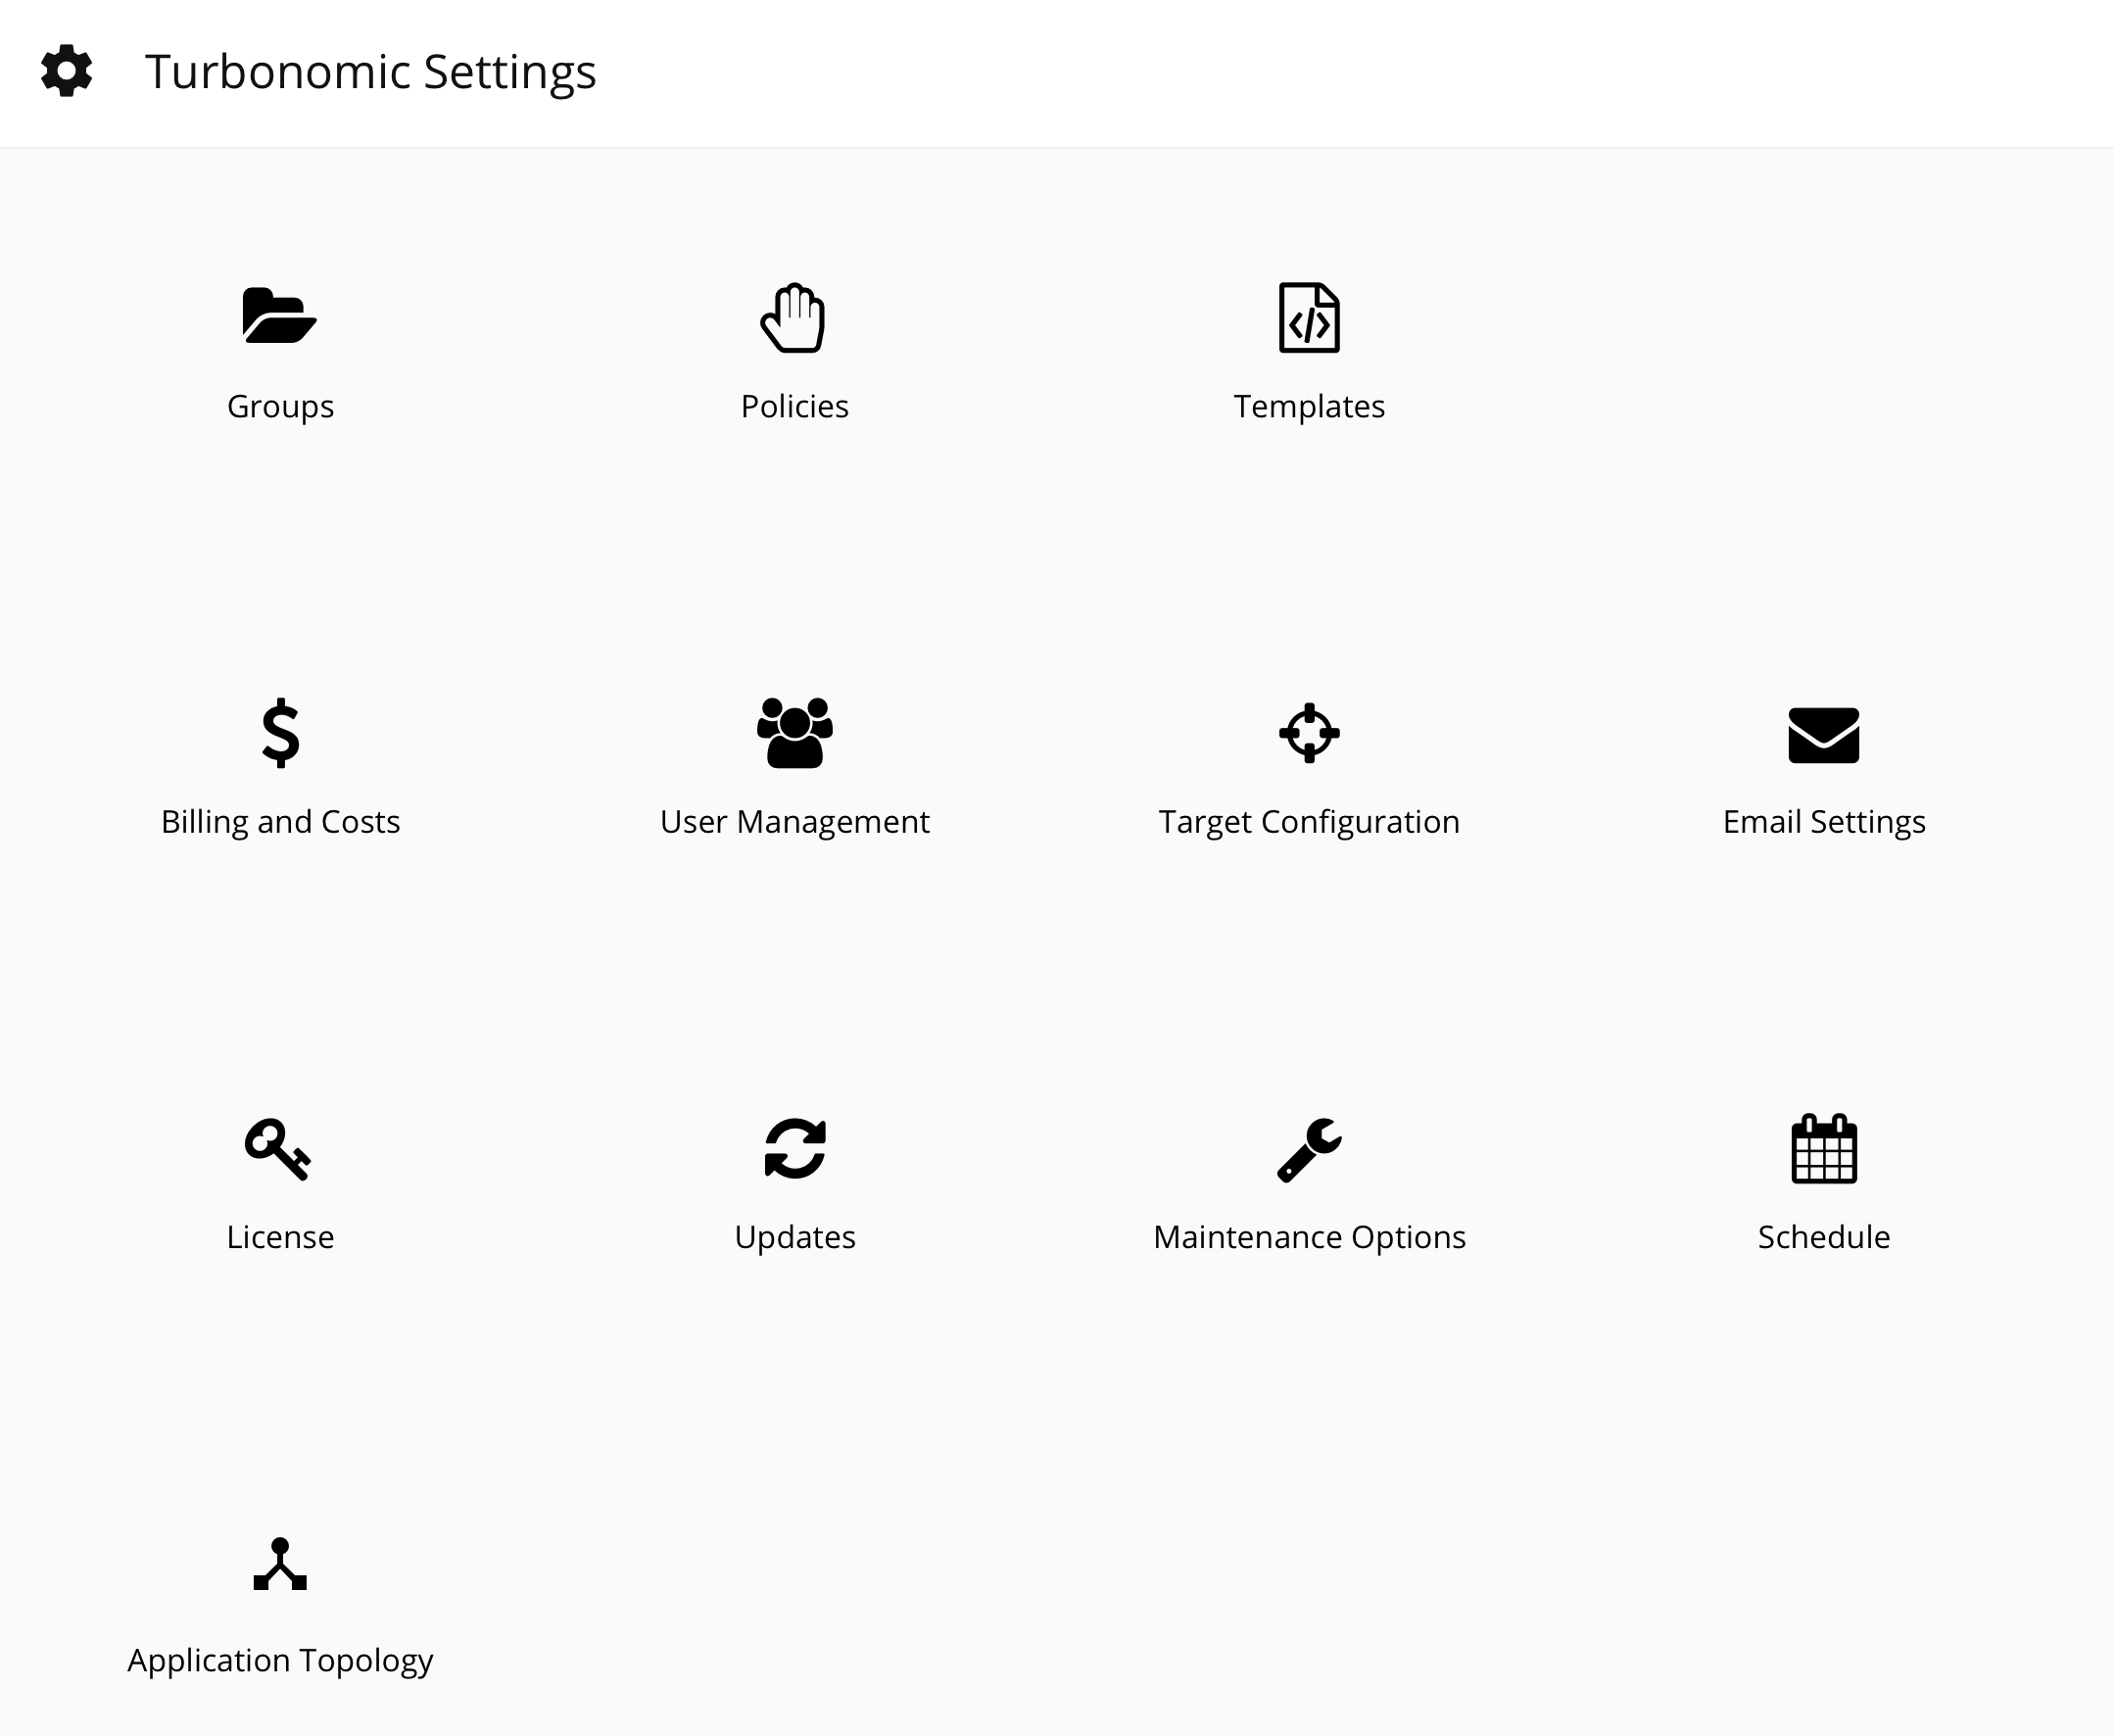 Turbonomic Settings
Groups
Policies
Templates
Billing and Costs
User Management
Target Configuration
Email Settings
License
Updates
Maintenance Options
Schedule
Application Topology